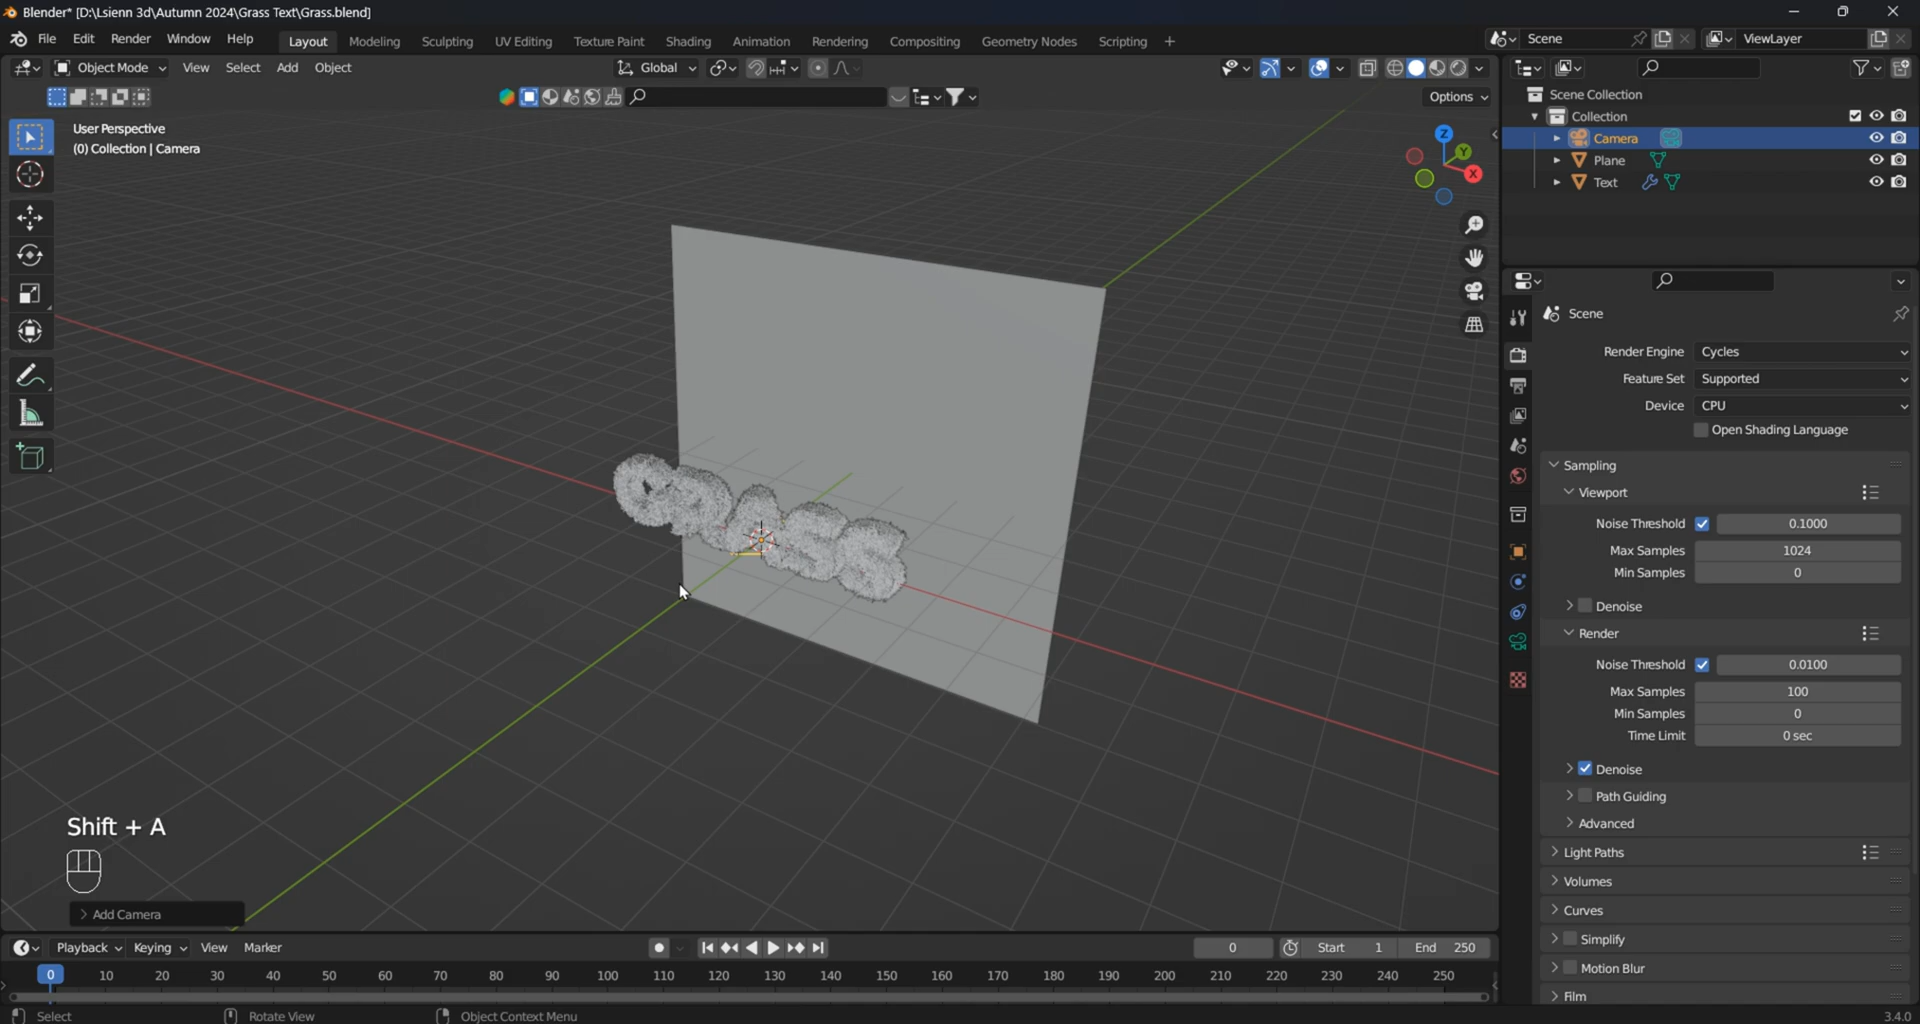 Blender* [D:\Lsienn 3d\Autumn 2024\Grass Text\Grass.blend]
File Edit Render Window Help Layout Modeling Sculpting UV Editing Texture Paint Shading Animation Rendering Compositing Geometry Nodes Scripting + Scene ViewLayer
Object Mode View Select Add Object Global
Options
User Perspective
(0) Collection | Camera
Z
Y
X
Scene Collection
Collection
Camera
Plane
Text
Scene
Render Engine Cycles
Feature Set Supported
Device CPU
Open Shading Language
Sampling
Viewport
Noise Threshold 0.1000
Max Samples 1024
Min Samples 0
Denoise
Render
Noise Threshold 0.0100
Max Samples 100
Min Samples 0
Time Limit 0 sec
Denoise
Path Guiding
Advanced
Light Paths
Volumes
Curves
Simplify
Motion Blur
Film
GRASS
Shift + A
Add Camera
Playback Keying View Marker 0 Start 1 End 250
0 10 20 30 40 50 60 70 80 90 100 110 120 130 140 150 160 170 180 190 200 210 220 230 240 250
Select Rotate View Object Context Menu 3.4.0